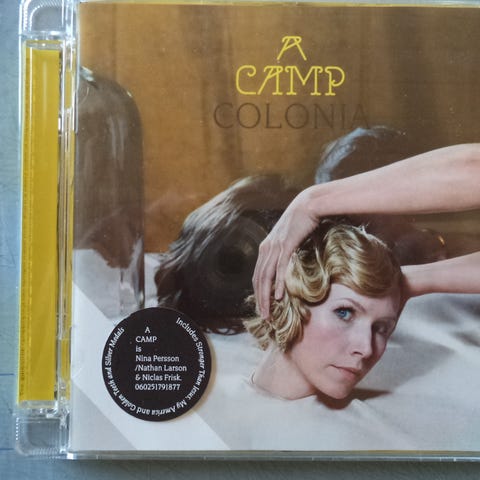 A
CAMP
COLONIA
A
CAMP
is
Nina Persson
/Nathan Larson
& Niclas Frisk.
060251791877
Includes Stronger Than Jesus, My America and Golden Teeth and Silver Medals